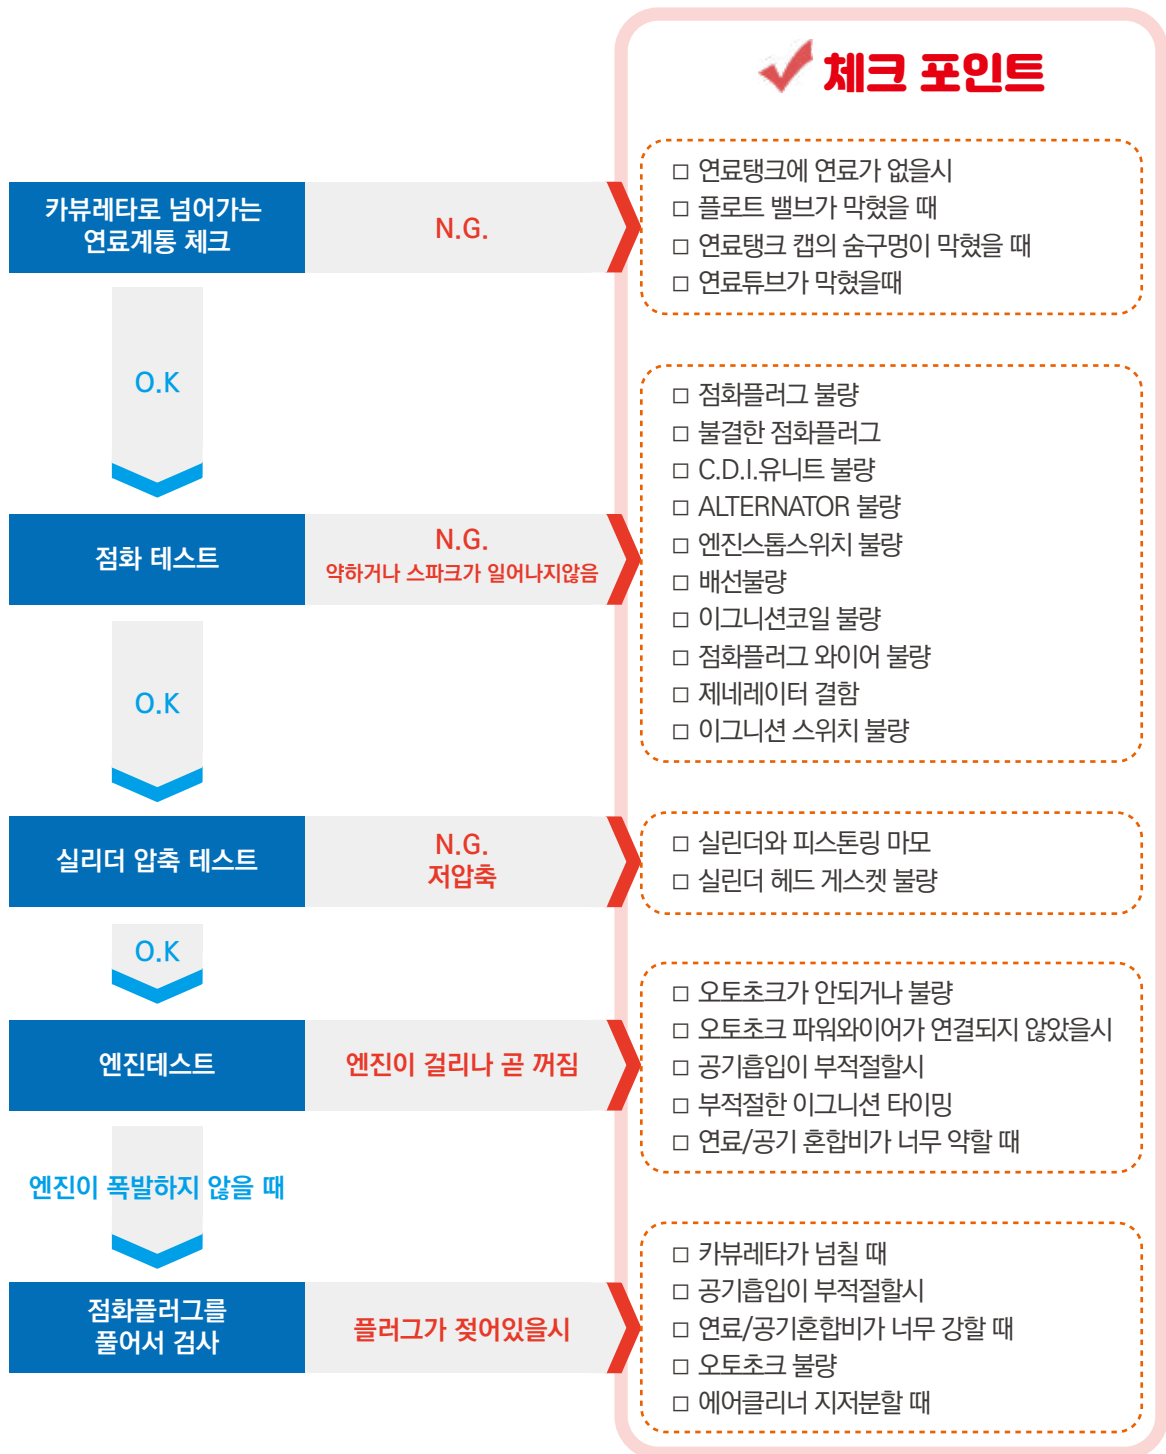 체크 포인트
카뷰레타로 넘어가는
연료계통 체크
N.G.
□ 연료탱크에 연료가 없을시
□ 플로트 밸브가 막혔을 때
□ 연료탱크 캡의 숨구멍이 막혔을 때
□ 연료튜브가 막혔을때
O.K
점화 테스트
N.G.
약하거나 스파크가 일어나지않음
□ 점화플러그 불량
□ 불결한 점화플러그
□ C.D.I.유니트 불량
□ ALTERNATOR 불량
□ 엔진스톱스위치 불량
□ 배선불량
□ 이그니션코일 불량
□ 점화플러그 와이어 불량
□ 제네레이터 결함
□ 이그니션 스위치 불량
O.K
실리더 압축 테스트
N.G.
저압축
□ 실린더와 피스톤링 마모
□ 실린더 헤드 게스켓 불량
O.K
엔진테스트
엔진이 걸리나 곧 꺼짐
□ 오토초크가 안되거나 불량
□ 오토초크 파워와이어가 연결되지 않았을시
□ 공기흡입이 부적절할시
□ 부적절한 이그니션 타이밍
□ 연료/공기 혼합비가 너무 약할 때
엔진이 폭발하지 않을 때
점화플러그를
풀어서 검사
플러그가 젖어있을시
□ 카뷰레타가 넘칠 때
□ 공기흡입이 부적절할시
□ 연료/공기혼합비가 너무 강할 때
□ 오토초크 불량
□ 에어클리너 지저분할 때